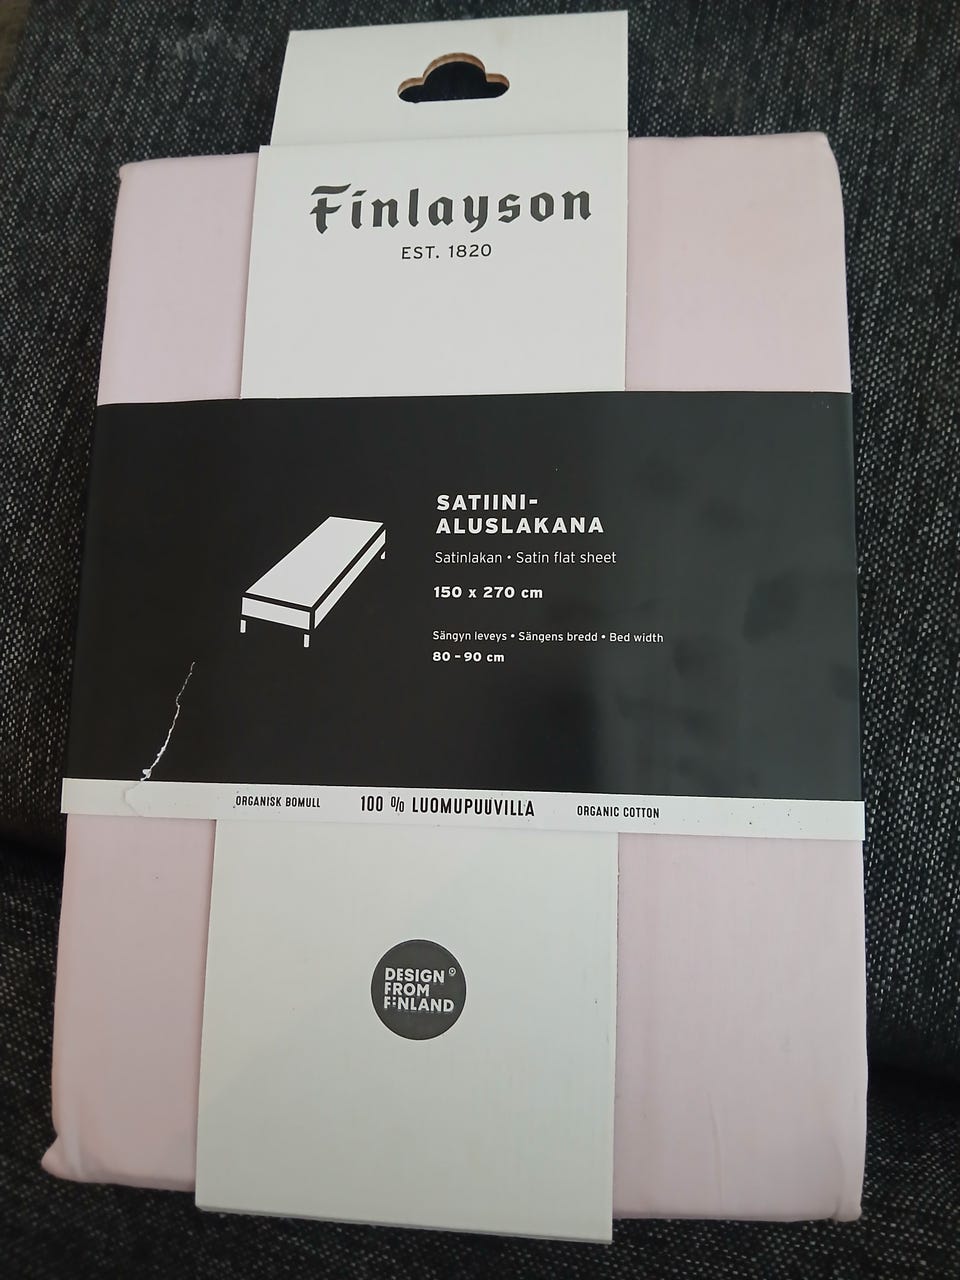 Finlayson
EST. 1820
SATIINI-
ALUSLAKANA
Satinlakan • Satin flat sheet
150 x 270 cm
Sängyn leveys • Sängens bredd • Bed width
80 – 90 cm
ORGANISK BOMULL 100 % LUOMUPUUVILLA ORGANIC COTTON
DESIGN
FROM
FINLAND